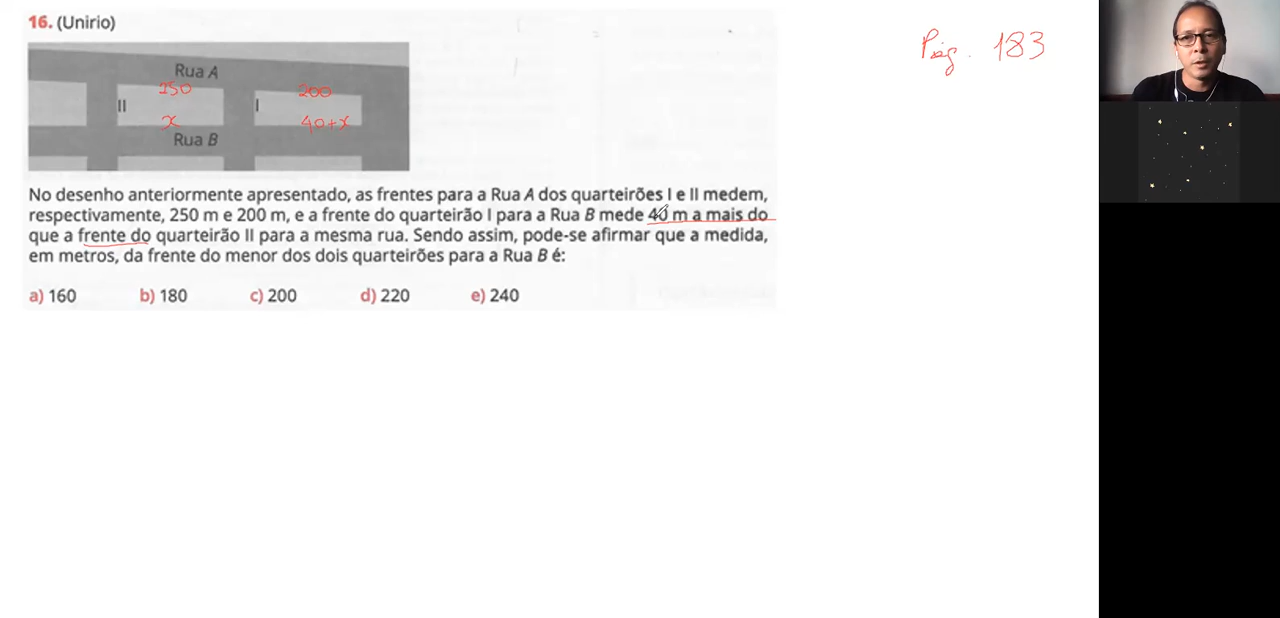 16. (Unirio)
Pág. 183
Rua A
250
200
II
I
x
40+x
Rua B
No desenho anteriormente apresentado, as frentes para a Rua A dos quarteirões I e II medem,
respectivamente, 250 m e 200 m, e a frente do quarteirão I para a Rua B mede 40 m a mais do
que a frente do quarteirão II para a mesma rua. Sendo assim, pode-se afirmar que a medida,
em metros, da frente do menor dos dois quarteirões para a Rua B é:
a) 160 b) 180 c) 200 d) 220 e) 240